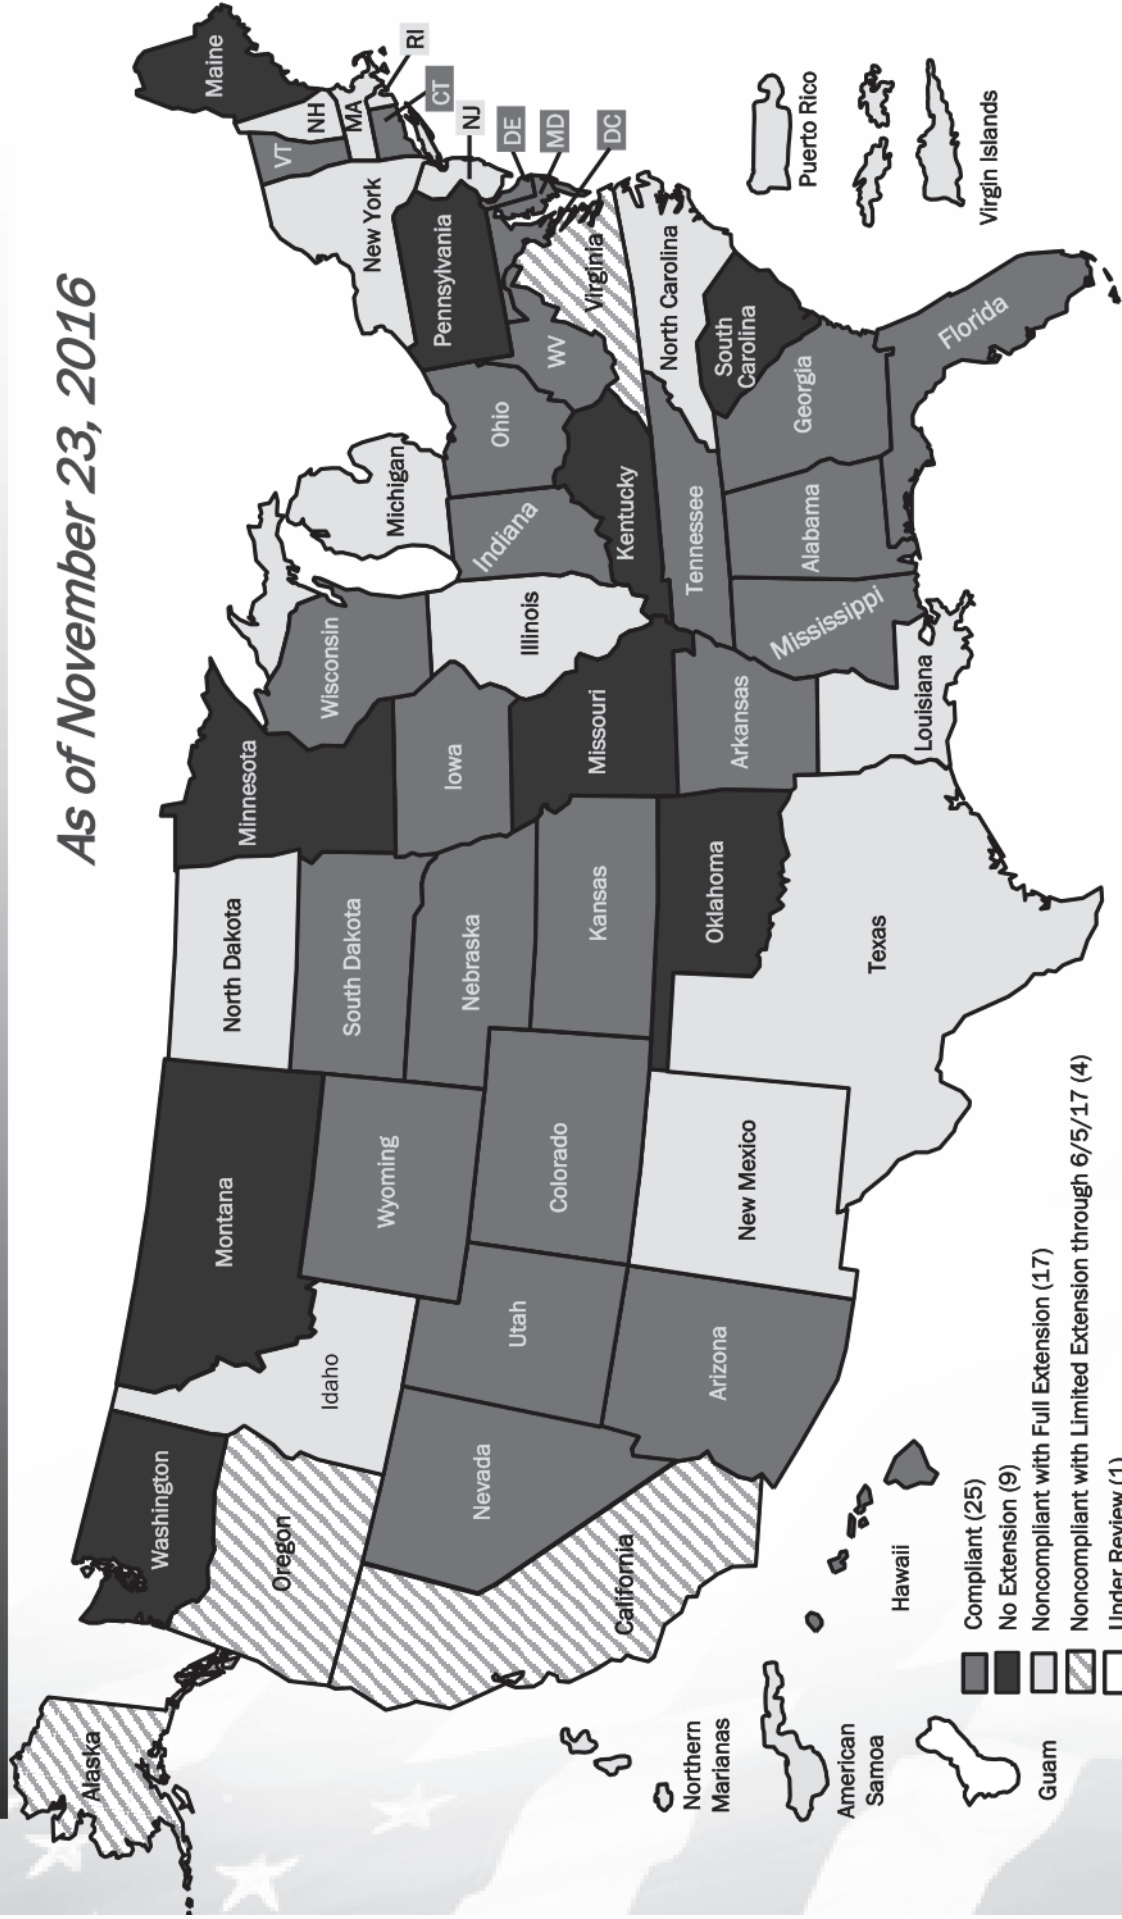 As of November 23, 2016
Alaska
Washington
Oregon
California
Idaho
Nevada
Montana
Wyoming
Utah
Arizona
Colorado
New Mexico
North Dakota
South Dakota
Nebraska
Kansas
Oklahoma
Texas
Minnesota
Iowa
Missouri
Arkansas
Louisiana
Wisconsin
Illinois
Mississippi
Michigan
Indiana
Kentucky
Tennessee
Alabama
Ohio
WV
Georgia
Florida
South
Carolina
North Carolina
Virginia
Pennsylvania
New York
VT
NH
MA
Maine
RI
CT
NJ
DE
MD
DC
Puerto Rico
Virgin Islands
Northern
Marianas
American
Samoa
Guam
Hawaii
Compliant (25)
No Extension (9)
Noncompliant with Full Extension (17)
Noncompliant with Limited Extension through 6/5/17 (4)
Under Review (1)